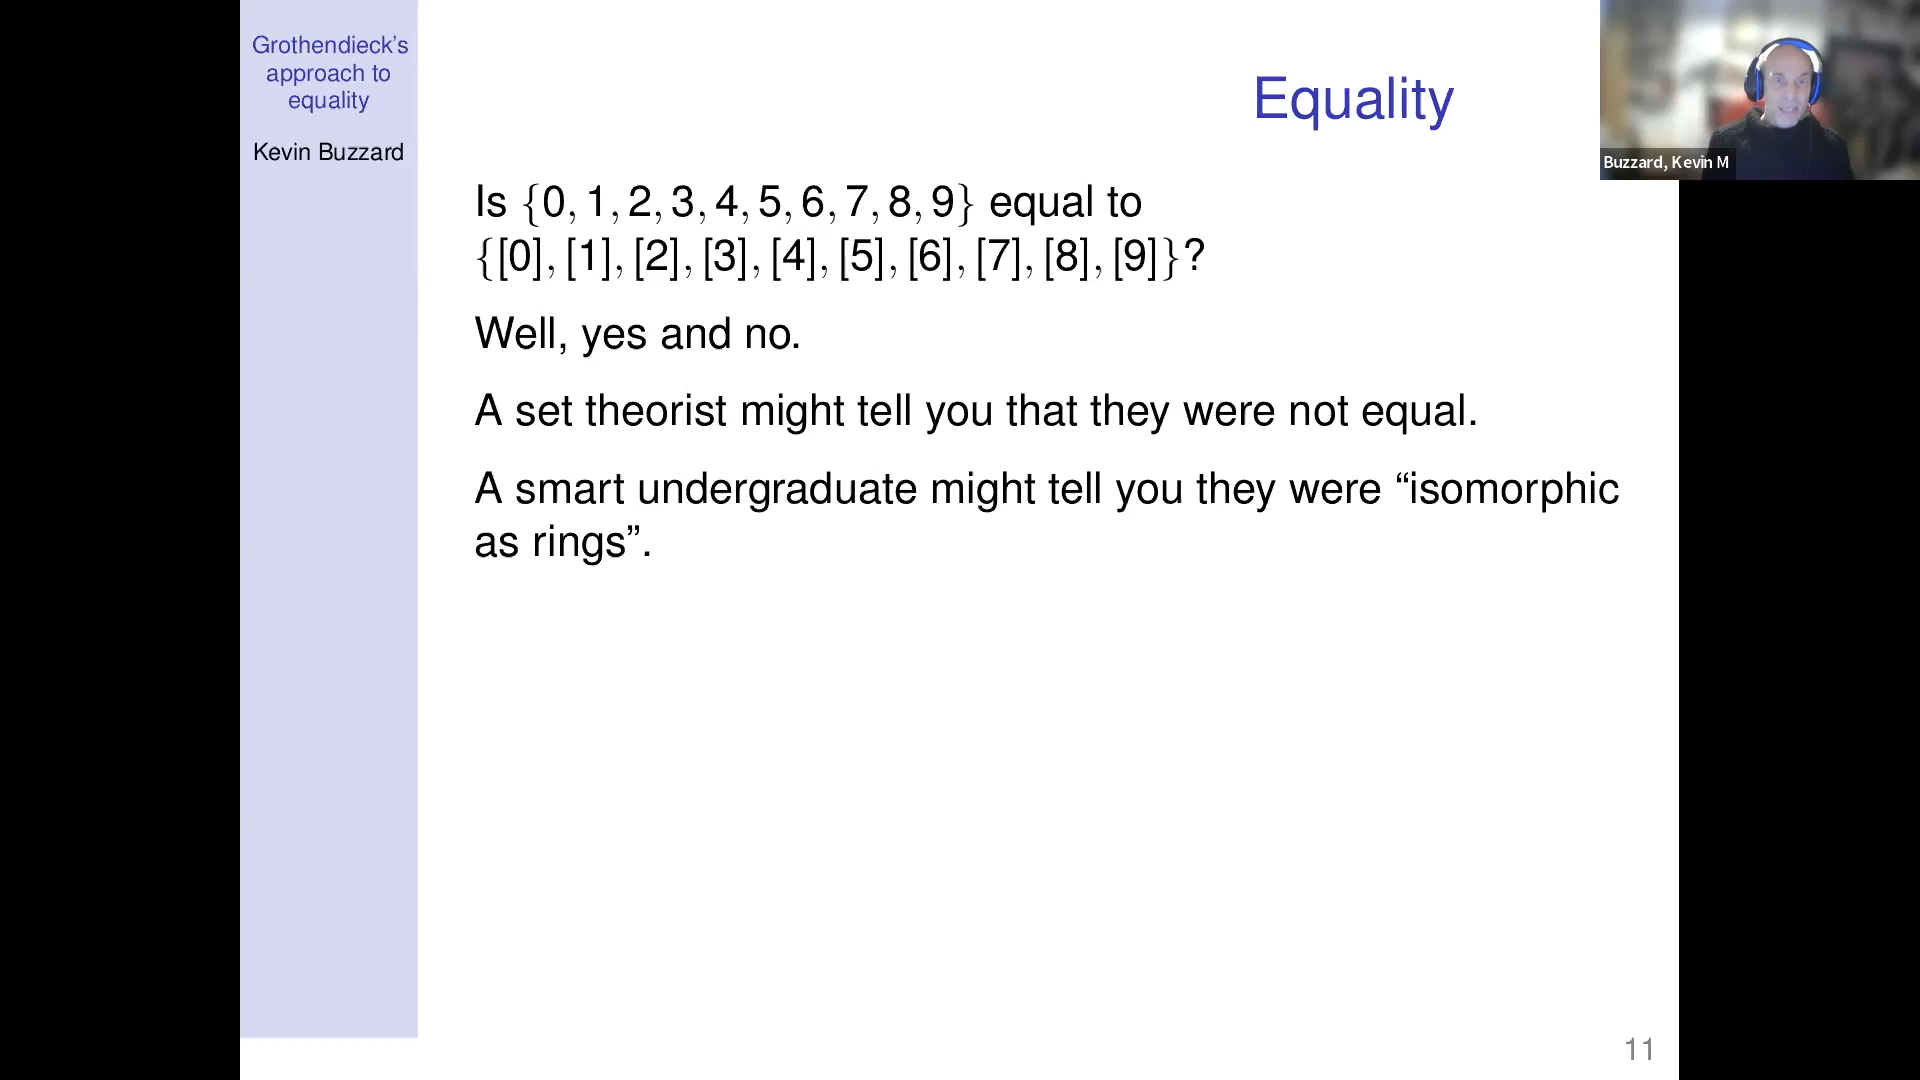 Grothendieck's
approach to
equality
Kevin Buzzard
Equality
Buzzard, Kevin M
Is {0, 1, 2, 3, 4, 5, 6, 7, 8, 9} equal to
{[0], [1], [2], [3], [4], [5], [6], [7], [8], [9]}?
Well, yes and no.
A set theorist might tell you that they were not equal.
A smart undergraduate might tell you they were “isomorphic
as rings”.
11